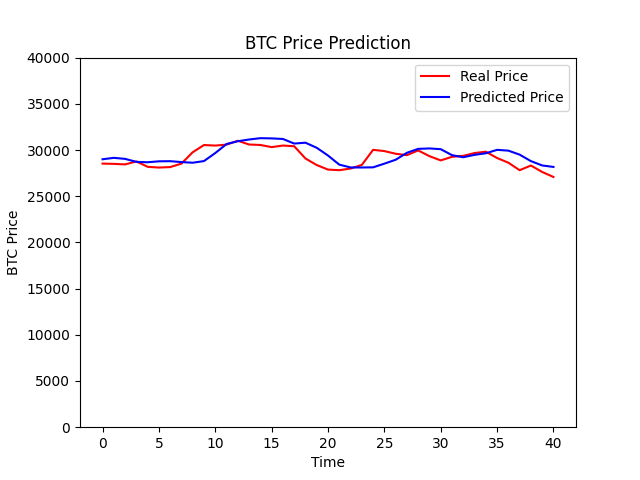 BTC Price Prediction
40000
35000
30000
25000
20000
15000
10000
5000
0
BTC Price
Real Price
Predicted Price
0 5 10 15 20 25 30 35 40
Time